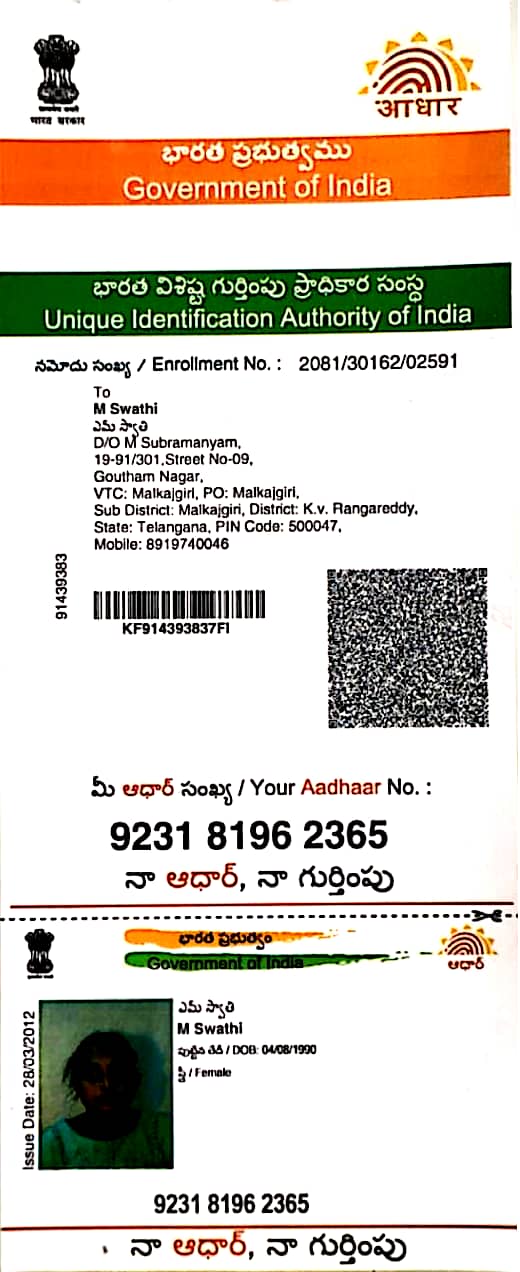 भारत सरकार
आधार
భారత ప్రభుత్వము
Government of India
భారత విశిష్ట గుర్తింపు ప్రాధికార సంస్థ
Unique Identification Authority of India
నమోదు సంఖ్య / Enrollment No. : 2081/30162/02591
To
M Swathi
ఎమ్ స్వాతి
D/O M Subramanyam,
19-91/301,Street No-09,
Goutham Nagar,
VTC: Malkajgiri, PO: Malkajgiri,
Sub District: Malkajgiri, District: K.v. Rangareddy,
State: Telangana, PIN Code: 500047,
Mobile: 8919740046
91439383
KF914393837FI
మీ ఆధార్ సంఖ్య / Your Aadhaar No. :
9231 8196 2365
నా ఆధార్, నా గుర్తింపు
భారత ప్రభుత్వం
Government of India
ఆధార్
Issue Date: 28/03/2012
ఎమ్ స్వాతి
M Swathi
పుట్టిన తేదీ / DOB: 04/08/1990
స్త్రీ / Female
9231 8196 2365
నా ఆధార్, నా గుర్తింపు